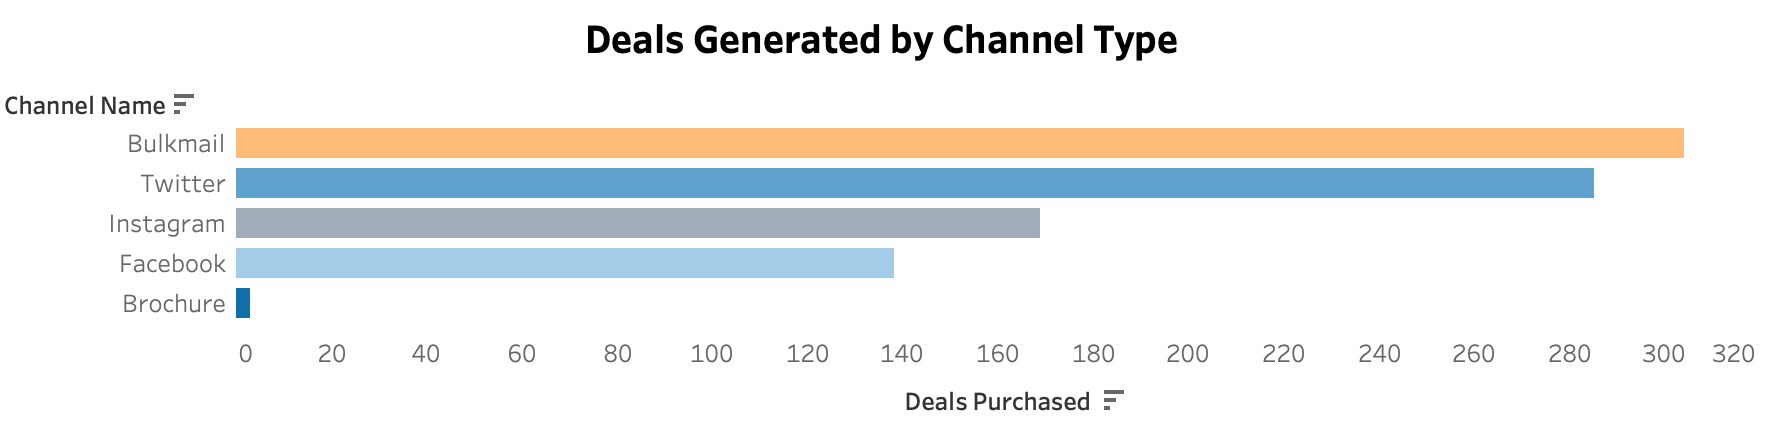 Deals Generated by Channel Type
Channel Name
Bulkmail
Twitter
Instagram
Facebook
Brochure
0 20 40 60 80 100 120 140 160 180 200 220 240 260 280 300 320
Deals Purchased